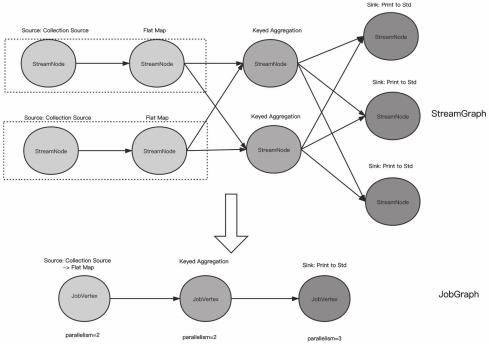 Sink: Print to Std
Source: Collection Source
Flat Map
Keyed Aggregation
StreamNode
StreamNode
StreamNode
StreamNode
Sink: Print to Std
StreamNode
StreamGraph
Source: Collection Source
Flat Map
Keyed Aggregation
StreamNode
StreamNode
StreamNode
Sink: Print to Std
StreamNode
Source: Collection Source
-> Flat Map
Keyed Aggregation
Sink: Print to Std
JobVertex
JobVertex
JobVertex
JobGraph
parallelism=2
parallelism=2
parallelism=3